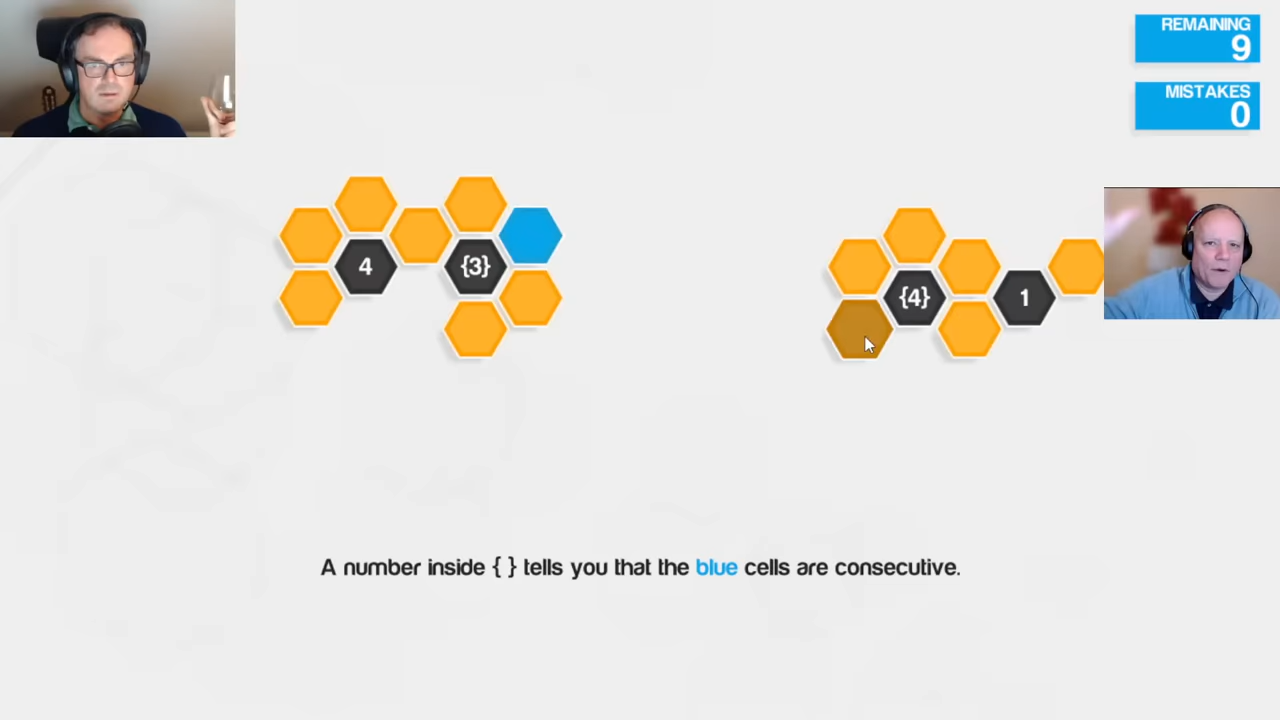 REMAINING
9
MISTAKES
0
4
{3}
{4}
1
A number inside { } tells you that the blue cells are consecutive.